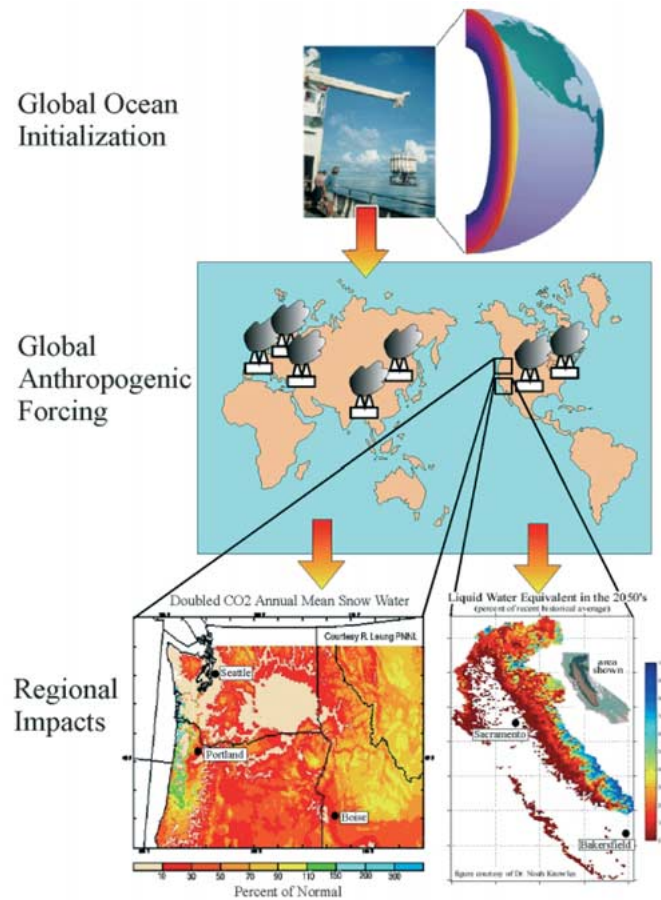 Global Ocean
Initialization
Global
Anthropogenic
Forcing
Regional
Impacts
Doubled CO2 Annual Mean Snow Water
Courtesy R. Leung PNNL
Seattle
Portland
Boise
10 30 50 70 90 110 150 200 300
Percent of Normal
Liquid Water Equivalent in the 2050's
(percent of recent historical average)
area
shown
Sacramento
Bakersfield
figure courtesy of Dr. Noah Knowles